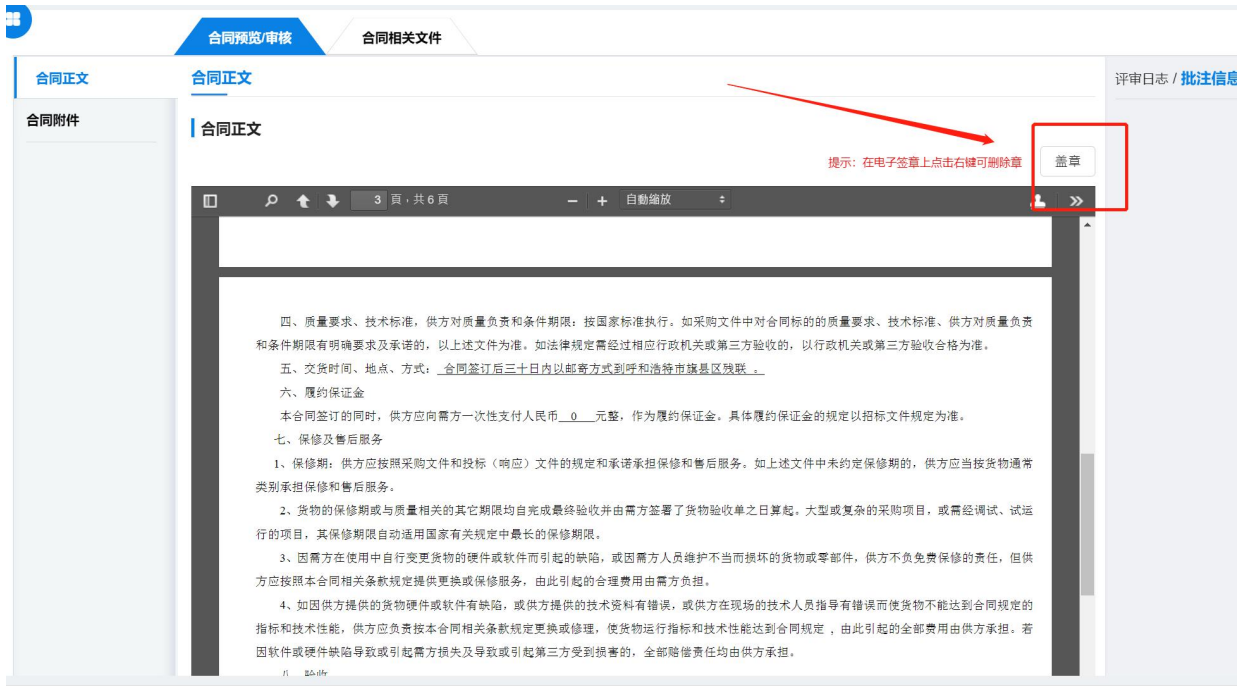 合同预览/审核
合同相关文件
合同正文
合同附件
合同正文
合同正文
评审日志 / 批注信息
提示：在电子签章上点击右键可删除章
盖章
3 頁，共 6 頁
自動縮放
四、质量要求、技术标准，供方对质量负责和条件期限：按国家标准执行。如采购文件中对合同标的的质量要求、技术标准、供方对质量负责
和条件期限有明确要求及承诺的，以上述文件为准。如法律规定需经过相应行政机关或第三方验收的，以行政机关或第三方验收合格为准。
五、交货时间、地点、方式： 合同签订后三十日内以邮寄方式到呼和浩特市旗县区残联 。
六、履约保证金
本合同签订的同时，供方应向需方一次性支付人民币 0 元整，作为履约保证金。具体履约保证金的规定以招标文件规定为准。
七、保修及售后服务
1、保修期：供方应按照采购文件和投标（响应）文件的规定和承诺承担保修和售后服务。如上述文件中未约定保修期的，供方应当按货物通常
类别承担保修和售后服务。
2、货物的保修期或与质量相关的其它期限均自完成最终验收并由需方签署了货物验收单之日算起。大型或复杂的采购项目，或需经调试、试运
行的项目，其保修期限自动适用国家有关规定中最长的保修期限。
3、因需方在使用中自行变更货物的硬件或软件而引起的缺陷，或因需方人员维护不当而损坏的货物或零部件，供方不负免费保修的责任，但供
方应按照本合同相关条款规定提供更换或保修服务，由此引起的合理费用由需方负担。
4、如因供方提供的货物硬件或软件有缺陷，或供方提供的技术资料有错误，或供方在现场的技术人员指导有错误而使货物不能达到合同规定的
指标和技术性能，供方应负责按本合同相关条款规定更换或修理，使货物运行指标和技术性能达到合同规定 ，由此引起的全部费用由供方承担。若
因软件或硬件缺陷导致或引起需方损失及导致或引起第三方受到损害的，全部赔偿责任均由供方承担。
八、验收